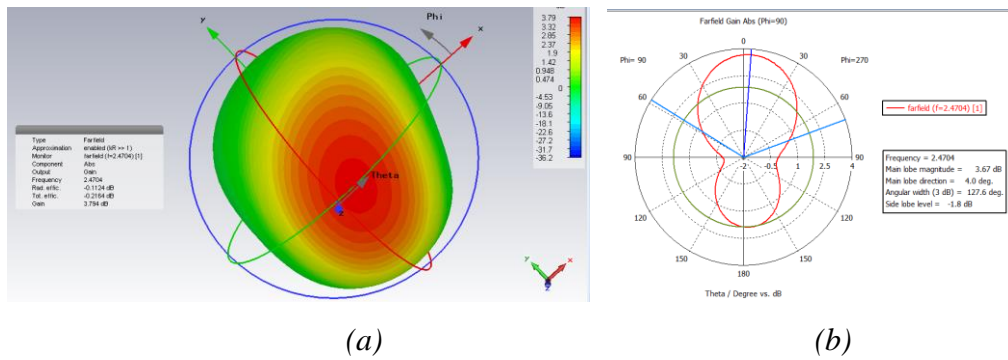 y
Phi
x
Theta
z
3.79
3.32
2.85
2.37
1.9
1.42
0.948
0.474
0
-4.53
-9.05
-13.6
-18.1
-22.6
-27.2
-31.7
-36.2
Type Farfield
Approximation enabled (kR >> 1)
Monitor farfield (f=2.4704) [1]
Component Abs
Output Gain
Frequency 2.4704
Rad. effic. -0.1124 dB
Tot. effic. -0.2164 dB
Gain 3.794 dB
y x
z
(a)
Farfield Gain Abs (Phi=90)
0
30 30
Phi= 90 Phi=270
60 60
90 2 -0.5 1 2.5 4 90
120 120
150 150
180
Theta / Degree vs. dB
farfield (f=2.4704) [1]
Frequency = 2.4704
Main lobe magnitude = 3.67 dB
Main lobe direction = 4.0 deg.
Angular width (3 dB) = 127.6 deg.
Side lobe level = -1.8 dB
(b)